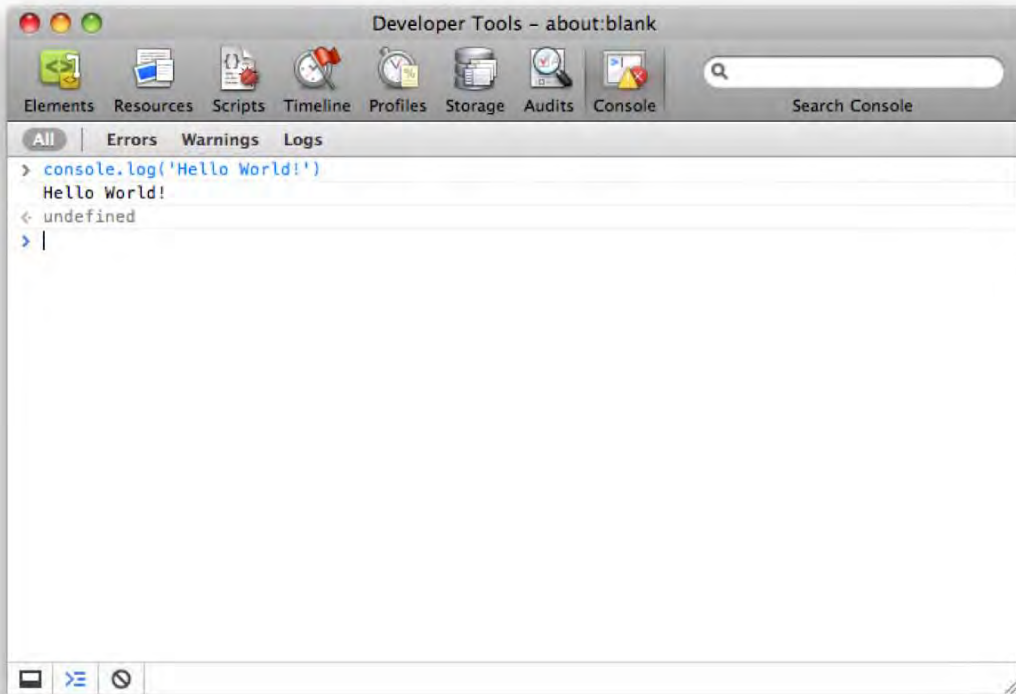 Developer Tools – about:blank
Elements Resources Scripts Timeline Profiles Storage Audits Console Search Console
All Errors Warnings Logs
> console.log('Hello World!')
Hello World!
< undefined
>